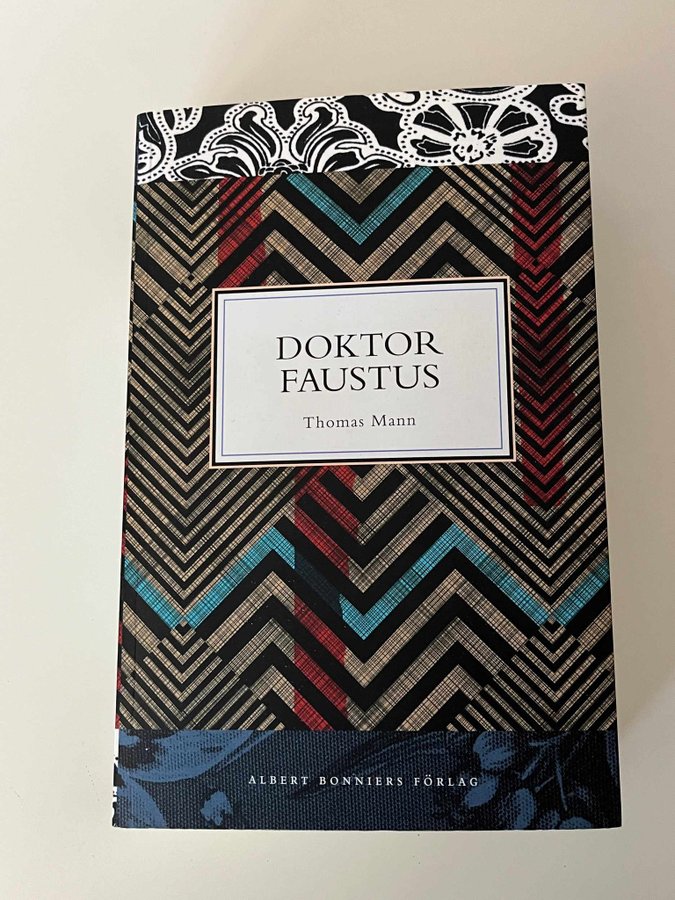 DOKTOR
FAUSTUS
Thomas Mann
ALBERT BONNIERS FÖRLAG